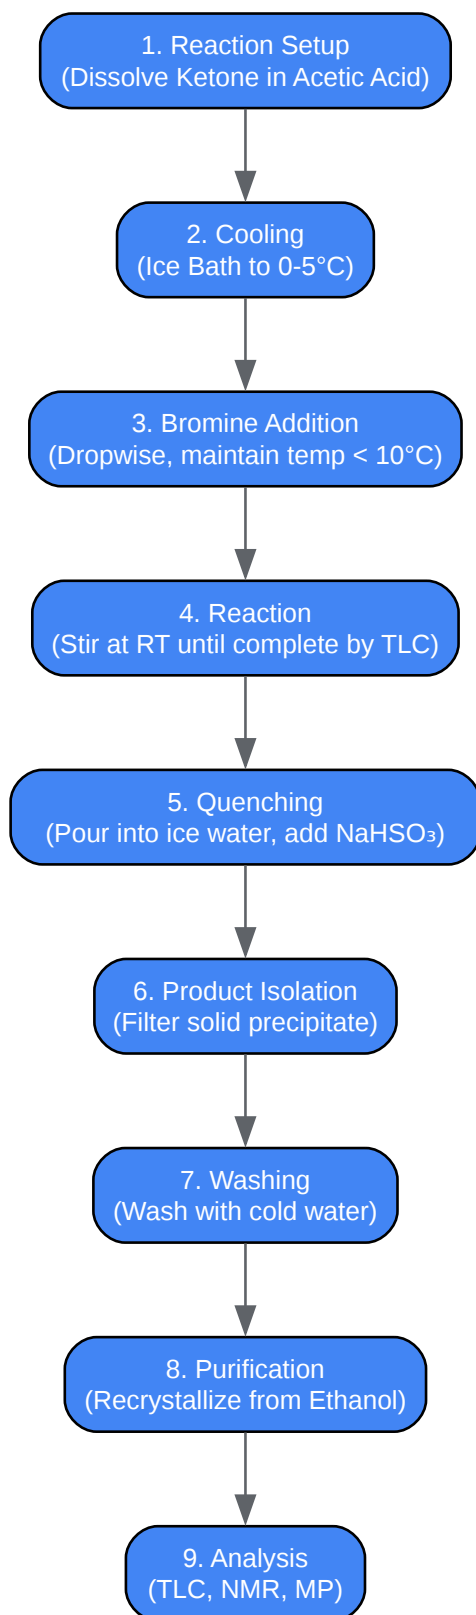 1. Reaction Setup
(Dissolve Ketone in Acetic Acid)
2. Cooling
(Ice Bath to 0-5°C)
3. Bromine Addition
(Dropwise, maintain temp < 10°C)
4. Reaction
(Stir at RT until complete by TLC)
5. Quenching
(Pour into ice water, add NaHSO₃)
6. Product Isolation
(Filter solid precipitate)
7. Washing
(Wash with cold water)
8. Purification
(Recrystallize from Ethanol)
9. Analysis
(TLC, NMR, MP)